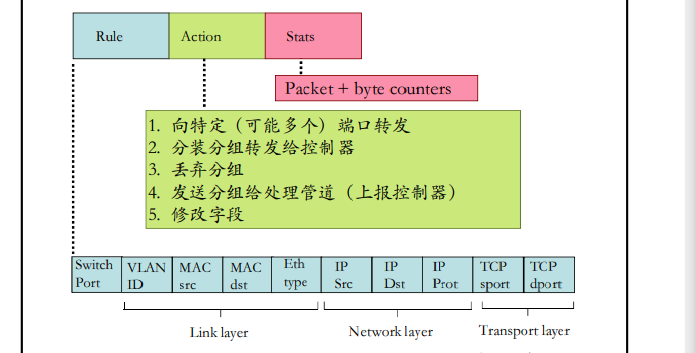 Rule Action Stats
Packet + byte counters
1. 向特定（可能多个）端口转发
2. 分装分组转发给控制器
3. 丢弃分组
4. 发送分组给处理管道（上报控制器）
5. 修改字段
Switch Port
VLAN ID
MAC src
MAC dst
Eth type
IP Src
IP Dst
IP Prot
TCP sport
TCP dport
Link layer Network layer Transport layer